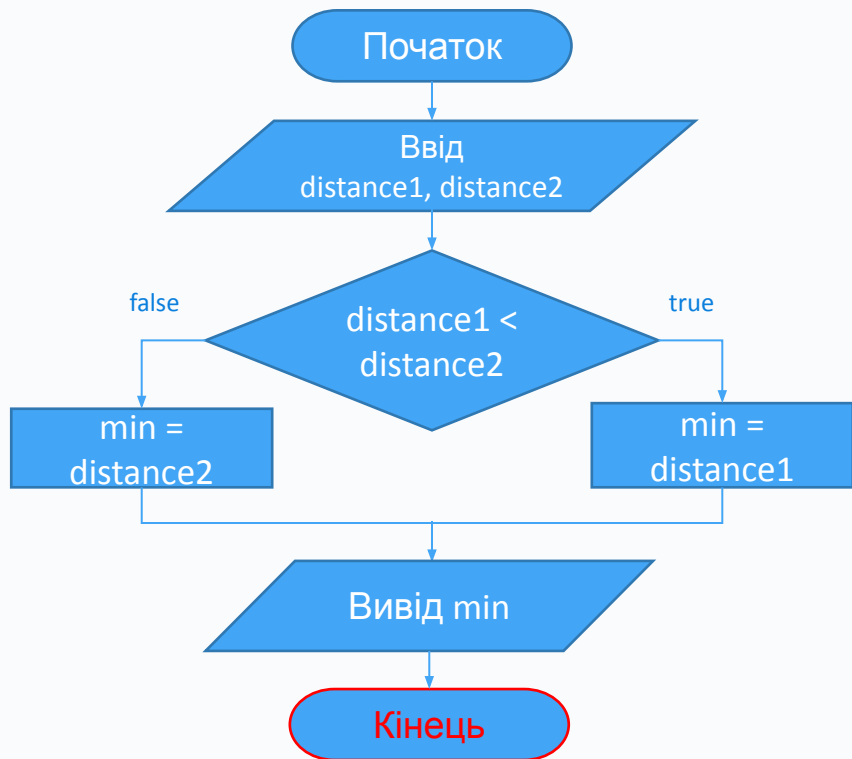 Початок
Ввід
distance1, distance2
false
true
distance1 <
distance2
min =
distance2
min =
distance1
Вивід min
Кінець